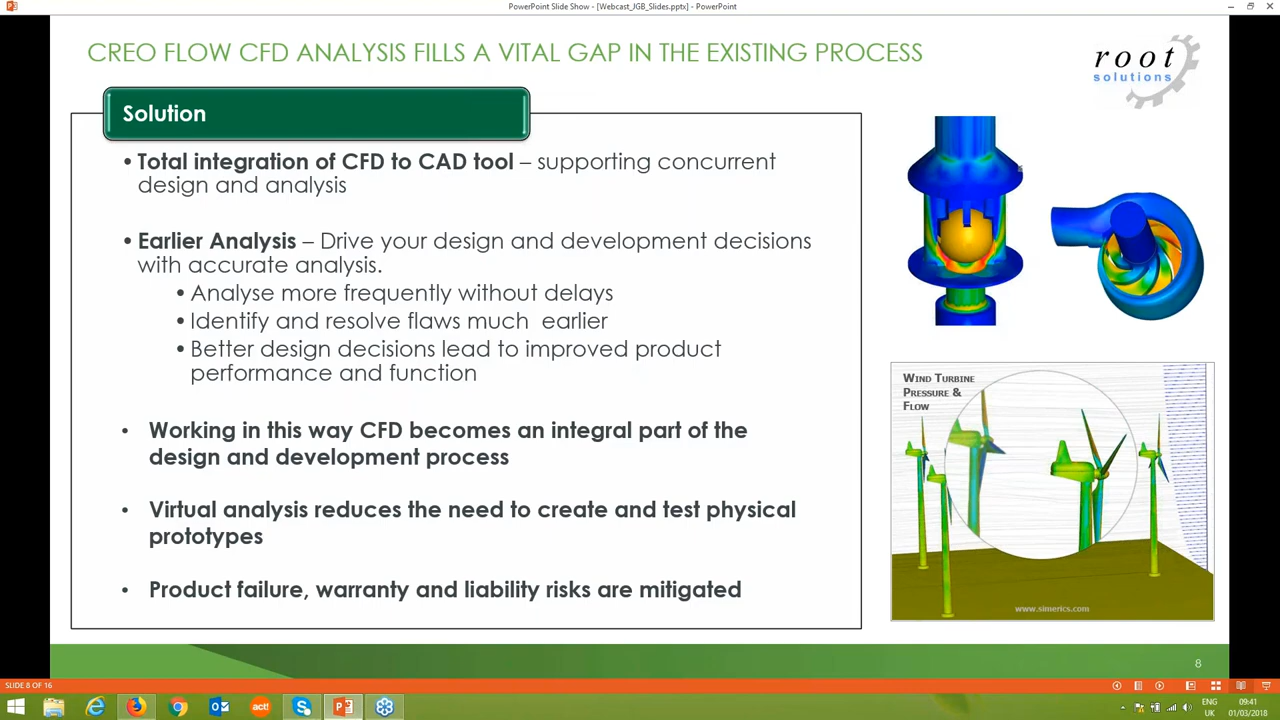 PowerPoint Slide Show - [Webcast_JGB_Slides.pptx] - PowerPoint
CREO FLOW CFD ANALYSIS FILLS A VITAL GAP IN THE EXISTING PROCESS
root
solutions
Solution
• Total integration of CFD to CAD tool – supporting concurrent
design and analysis
• Earlier Analysis – Drive your design and development decisions
with accurate analysis.
• Analyse more frequently without delays
• Identify and resolve flaws much  earlier
• Better design decisions lead to improved product
performance and function
• Working in this way CFD becomes an integral part of the
design and development process
• Virtual analysis reduces the need to create and test physical
prototypes
• Product failure, warranty and liability risks are mitigated
WIND TURBINE
PRESSURE &
FLOW
www.simerics.com
8
SLIDE 8 OF 16
act!
ENG
UK
09:41
01/03/2018